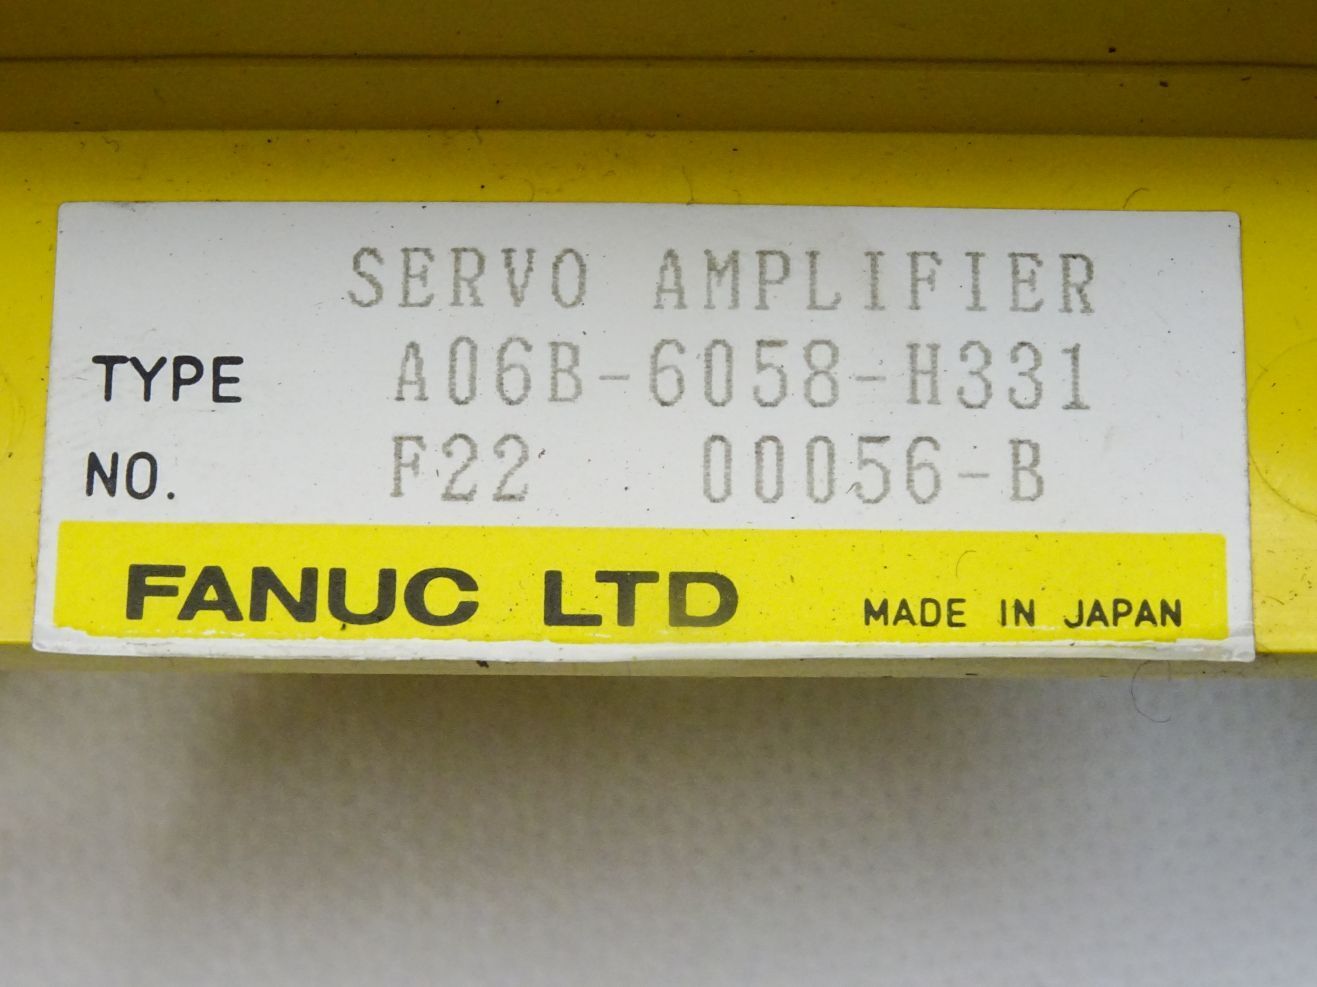 SERVO AMPLIFIER
TYPE A06B-6058-H331
NO. F22 00056-B
FANUC LTD MADE IN JAPAN